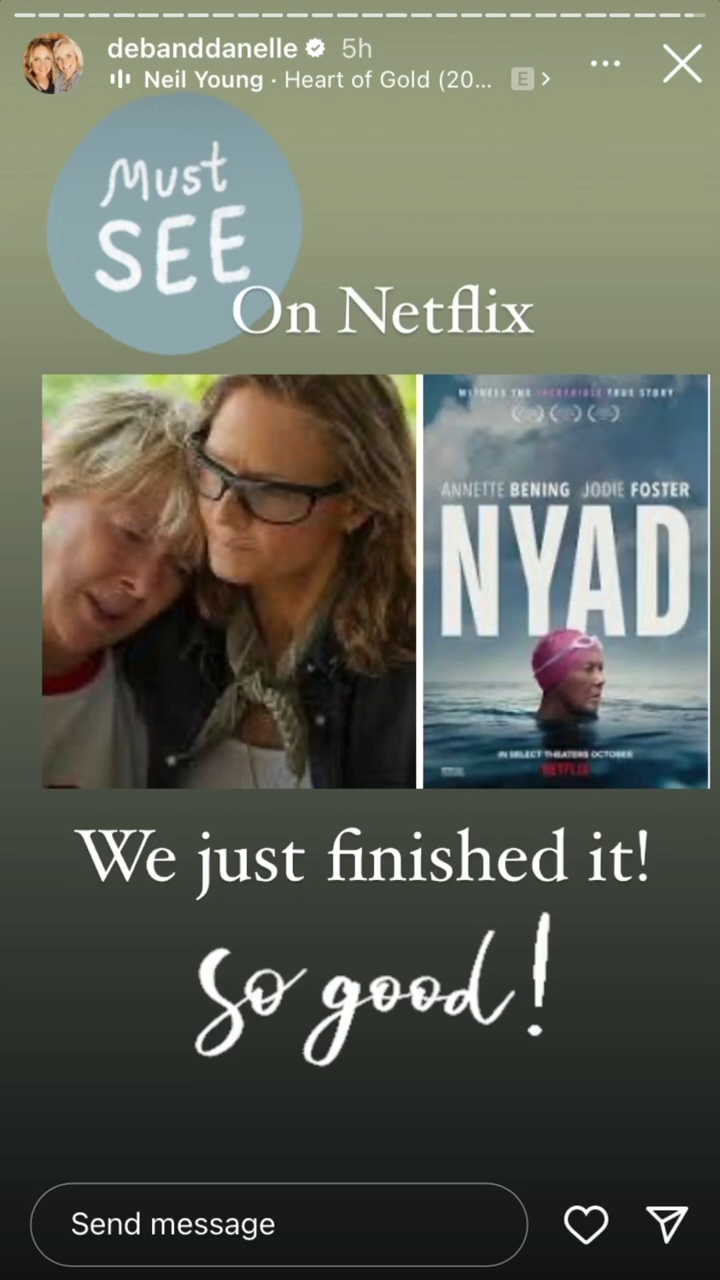 debanddanelle 5h
Neil Young · Heart of Gold (20... E
Must
SEE
On Netflix
WITNESS THE INCREDIBLE TRUE STORY
ANNETTE BENING JODIE FOSTER
NYAD
IN SELECT THEATERS OCTOBER
NETFLIX
We just finished it!
So good!
Send message